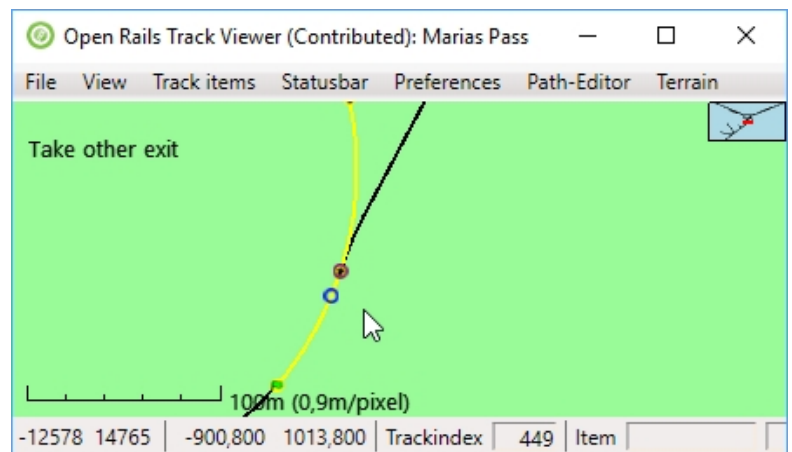 Open Rails Track Viewer (Contributed): Marias Pass
File View Track items Statusbar Preferences Path-Editor Terrain
Take other exit
100m (0,9m/pixel)
-12578 14765 -900,800 1013,800 Trackindex 449 Item